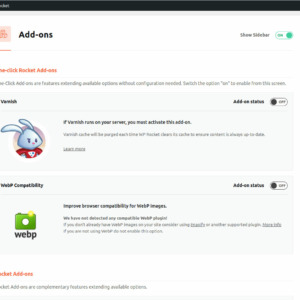 ocket
Add-ons
Show Sidebar
ON
ne-click Rocket Add-ons
ne-Click Add-ons are features extending available options without configuration needed. Switch the option "on" to enable from this screen.
Varnish
Add-on status
OFF
If Varnish runs on your server, you must activate this add-on.
Varnish cache will be purged each time WP Rocket clears its cache to ensure content is always up-to-date.
Learn more
WebP Compatibility
Add-on status
OFF
Improve browser compatibility for WebP images.
We have not detected any compatible WebP plugin!
If you don't already have WebP images on your site consider using Imagify or another supported plugin. More info
If you are not using WebP do not enable this option.
webp
ocket Add-ons
ocket Add-ons are complementary features extending available options.